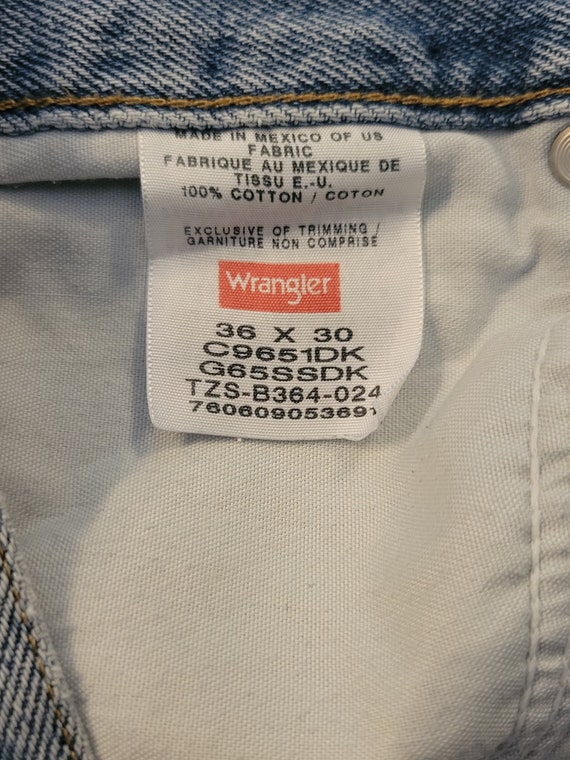 MADE IN MEXICO OF US
FABRIC
FABRIQUE AU MEXIQUE DE
TISSU E.-U.
100% COTTON / COTON
EXCLUSIVE OF TRIMMING /
GARNITURE NON COMPRISE
Wrangler
36 X 30
C9651DK
G65SSDK
TZS-B364-024
760609053691